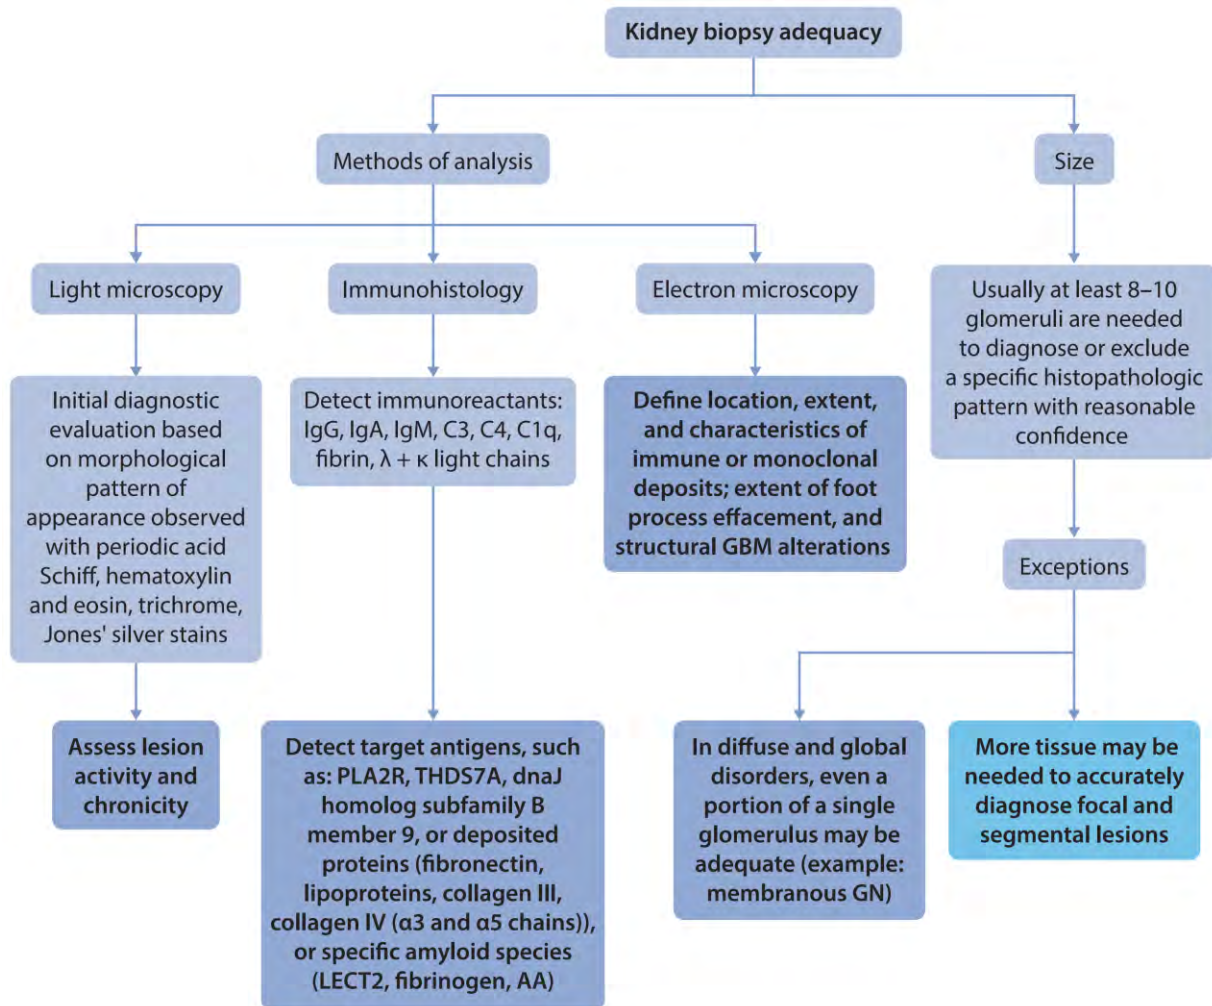 Kidney biopsy adequacy
Methods of analysis
Size
Light microscopy
Immunohistology
Electron microscopy
Usually at least 8–10
glomeruli are needed
to diagnose or exclude
a specific histopathologic
pattern with reasonable
confidence
Initial diagnostic
evaluation based
on morphological
pattern of
appearance observed
with periodic acid
Schiff, hematoxylin
and eosin, trichrome,
Jones' silver stains
Detect immunoreactants:
IgG, IgA, IgM, C3, C4, C1q,
fibrin, λ + κ light chains
Define location, extent,
and characteristics of
immune or monoclonal
deposits; extent of foot
process effacement, and
structural GBM alterations
Exceptions
Assess lesion
activity and
chronicity
Detect target antigens, such
as: PLA2R, THDS7A, dnaJ
homolog subfamily B
member 9, or deposited
proteins (fibronectin,
lipoproteins, collagen III,
collagen IV (α3 and α5 chains)),
or specific amyloid species
(LECT2, fibrinogen, AA)
In diffuse and global
disorders, even a
portion of a single
glomerulus may be
adequate (example:
membranous GN)
More tissue may be
needed to accurately
diagnose focal and
segmental lesions